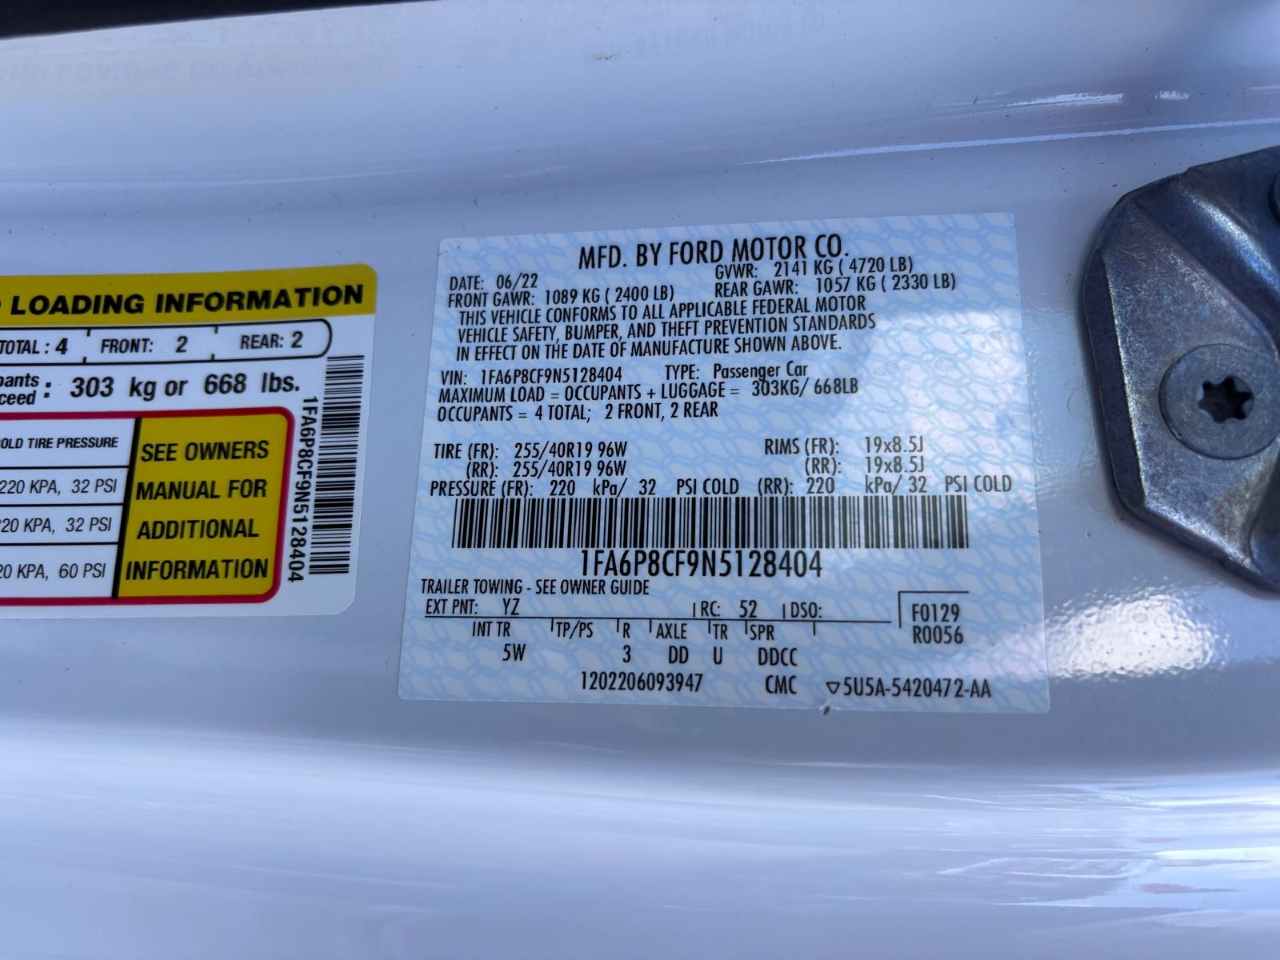 LOADING INFORMATION
TOTAL : 4 FRONT: 2 REAR: 2
303 kg or 668 lbs.
TIRE PRESSURE
220 KPA, 32 PSI
KPA, 32 PSI
KPA, 60 PSI
SEE OWNERS
MANUAL FOR
ADDITIONAL
INFORMATION
1FA6P8CF9N5128404
MFD. BY FORD MOTOR CO.
DATE: 06/22 GVWR: 2141 KG ( 4720 LB)
FRONT GAWR: 1089 KG ( 2400 LB) REAR GAWR: 1057 KG ( 2330 LB)
THIS VEHICLE CONFORMS TO ALL APPLICABLE FEDERAL MOTOR
VEHICLE SAFETY, BUMPER, AND THEFT PREVENTION STANDARDS
IN EFFECT ON THE DATE OF MANUFACTURE SHOWN ABOVE.
VIN: 1FA6P8CF9N5128404 TYPE: Passenger Car
MAXIMUM LOAD = OCCUPANTS + LUGGAGE = 303KG/ 668LB
OCCUPANTS = 4 TOTAL; 2 FRONT, 2 REAR
TIRE (FR): 255/40R19 96W RIMS (FR): 19x8.5J
(RR): 255/40R19 96W (RR): 19x8.5J
PRESSURE (FR): 220 kPa/ 32 PSI COLD (RR): 220 kPa/ 32 PSI COLD
1FA6P8CF9N5128404
TRAILER TOWING - SEE OWNER GUIDE
EXT PNT: YZ RC: 52 DSO: F0129
R0056
INT TR TP/PS R AXLE TR SPR
5W 3 DD U DDCC
1202206093947 CMC ▽5U5A-5420472-AA